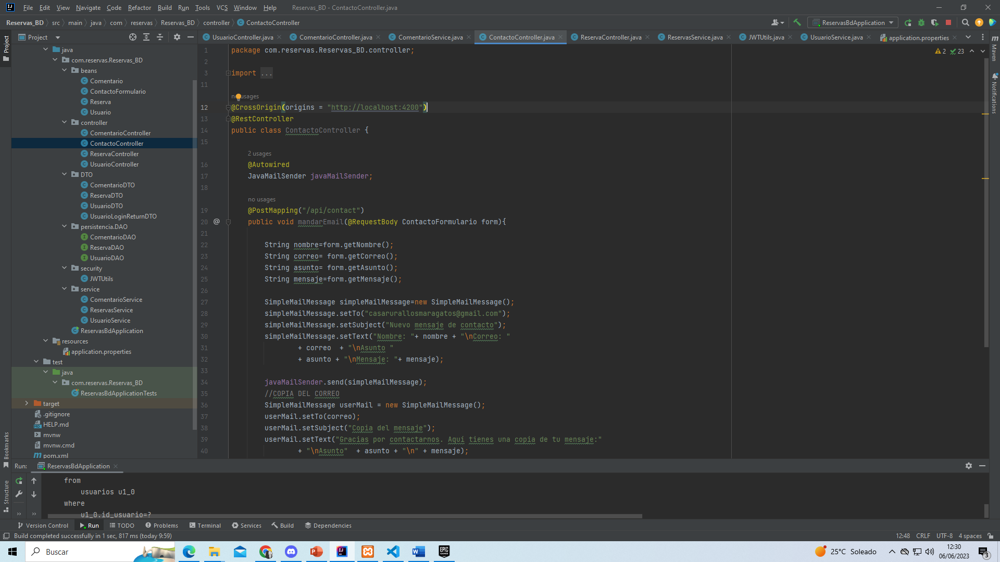 File Edit View Navigate Code Refactor Build Run Tools VCS Window Help Reservas_BD - ContactoController.java
Reservas_BD src main java com reservas Reservas_BD controller ContactoController ReservasBdApplication
Project UsuarioController.java ComentarioController.java ComentarioService.java ContactoController.java ReservaController.java ReservasService.java JWTUtils.java UsuarioService.java application.properties
Project
Maven
Notifications
Bookmarks
Structure
java
com.reservas.Reservas_BD
beans
Comentario
ContactoFormulario
Reserva
Usuario
controller
ComentarioController
ContactoController
ReservaController
UsuarioController
DTO
ComentarioDTO
ReservaDTO
UsuarioDTO
UsuarioLoginReturnDTO
persistencia.DAO
ComentarioDAO
ReservaDAO
UsuarioDAO
security
JWTUtils
service
ComentarioService
ReservasService
UsuarioService
ReservasBdApplication
resources
application.properties
test
java
com.reservas.Reservas_BD
ReservasBdApplicationTests
target
.gitignore
HELP.md
mvnw
mvnw.cmd
pom.xml
2 23
1 package com.reservas.Reservas_BD.controller;
2
3 import ...
11
no usages
12 @CrossOrigin(origins = "http://localhost:4200")
13 @RestController
14 public class ContactoController {
15
2 usages
16 @Autowired
17 JavaMailSender javaMailSender;
18
no usages
19 @PostMapping("/api/contact")
20 @ public void mandarEmail(@RequestBody ContactoFormulario form){
21
22 String nombre=form.getNombre();
23 String correo= form.getCorreo();
24 String asunto= form.getAsunto();
25 String mensaje=form.getMensaje();
26
27 SimpleMailMessage simpleMailMessage=new SimpleMailMessage();
28 simpleMailMessage.setTo("casarurallosmaragatos@gmail.com");
29 simpleMailMessage.setSubject("Nuevo mensaje de contacto");
30 simpleMailMessage.setText("Nombre: "+ nombre + "\nCorreo: "
31 + correo  + "\nAsunto "
32 + asunto + "\nMensaje: "+ mensaje);
33
34 javaMailSender.send(simpleMailMessage);
35 //COPIA DEL CORREO
36 SimpleMailMessage userMail = new SimpleMailMessage();
37 userMail.setTo(correo);
38 userMail.setSubject("Copia del mensaje");
39 userMail.setText("Gracias por contactarnos. Aquí tienes una copia de tu mensaje:"
40 + "\nAsunto"  + asunto + "\n" + mensaje);
Run: ReservasBdApplication
from
usuarios u1_0
where
u1_0.id_usuario=?
Version Control Run TODO Problems Terminal Services Build Dependencies
Build completed successfully in 1 sec, 817 ms (today 9:59) 12:48 CRLF UTF-8 4 spaces
Buscar 25°C Soleado 12:30
06/06/2023 3